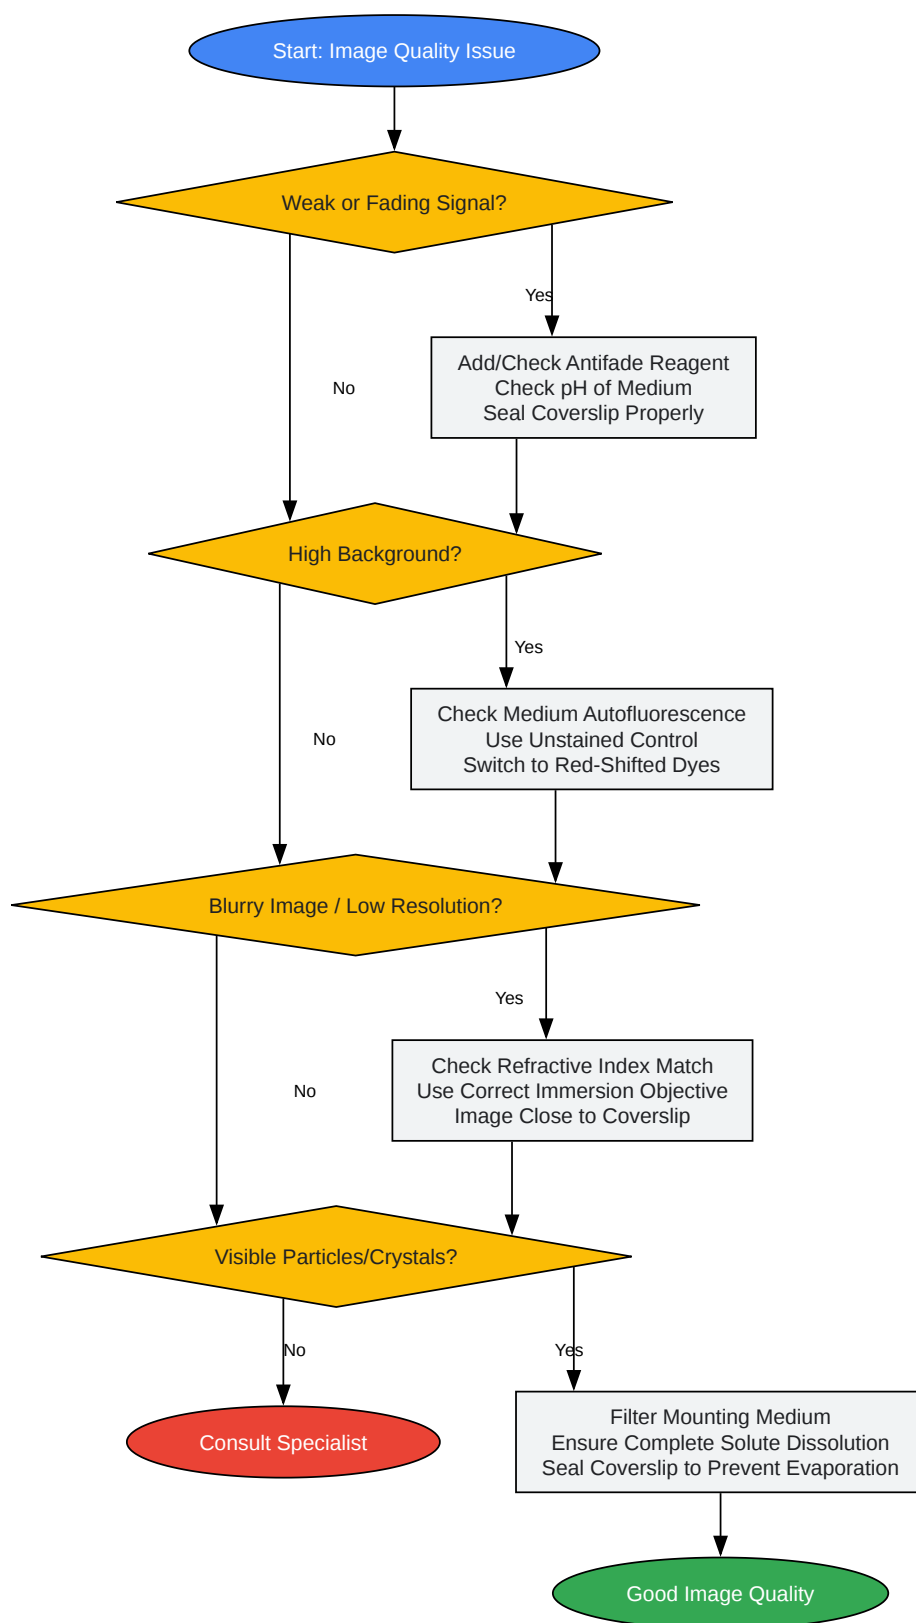 Start: Image Quality Issue
Weak or Fading Signal?
Yes
Add/Check Antifade Reagent
Check pH of Medium
Seal Coverslip Properly
No
High Background?
Yes
Check Medium Autofluorescence
Use Unstained Control
Switch to Red-Shifted Dyes
No
Blurry Image / Low Resolution?
Yes
Check Refractive Index Match
Use Correct Immersion Objective
Image Close to Coverslip
No
Visible Particles/Crystals?
No
Yes
Consult Specialist
Filter Mounting Medium
Ensure Complete Solute Dissolution
Seal Coverslip to Prevent Evaporation
Good Image Quality